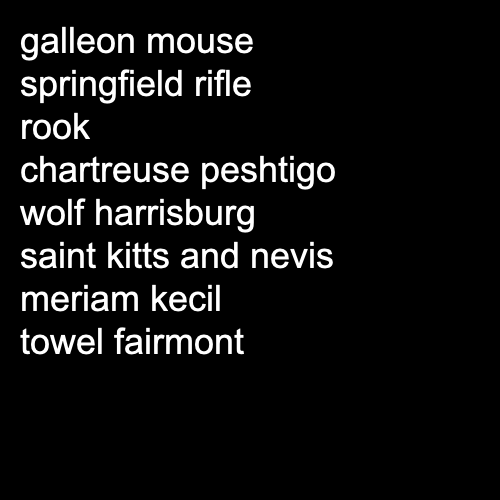 galleon mouse
springfield rifle
rook
chartreuse peshtigo
wolf harrisburg
saint kitts and nevis
meriam kecil
towel fairmont